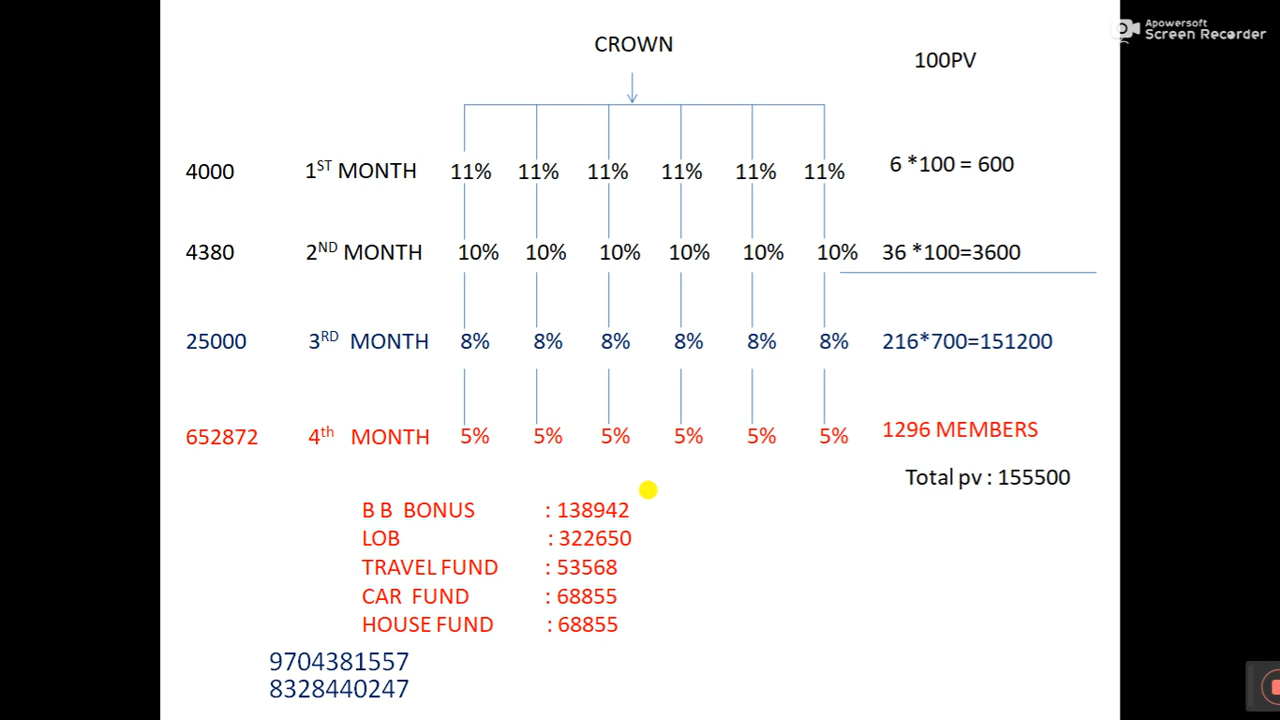 Apowersoft
Screen Recorder
CROWN
100PV
4000 1ST MONTH 11% 11% 11% 11% 11% 11% 6 *100 = 600
4380 2ND MONTH 10% 10% 10% 10% 10% 10% 36 *100=3600
25000 3RD MONTH 8% 8% 8% 8% 8% 8% 216*700=151200
652872 4th MONTH 5% 5% 5% 5% 5% 5% 1296 MEMBERS
Total pv : 155500
B B BONUS : 138942
LOB : 322650
TRAVEL FUND : 53568
CAR FUND : 68855
HOUSE FUND : 68855
9704381557
8328440247